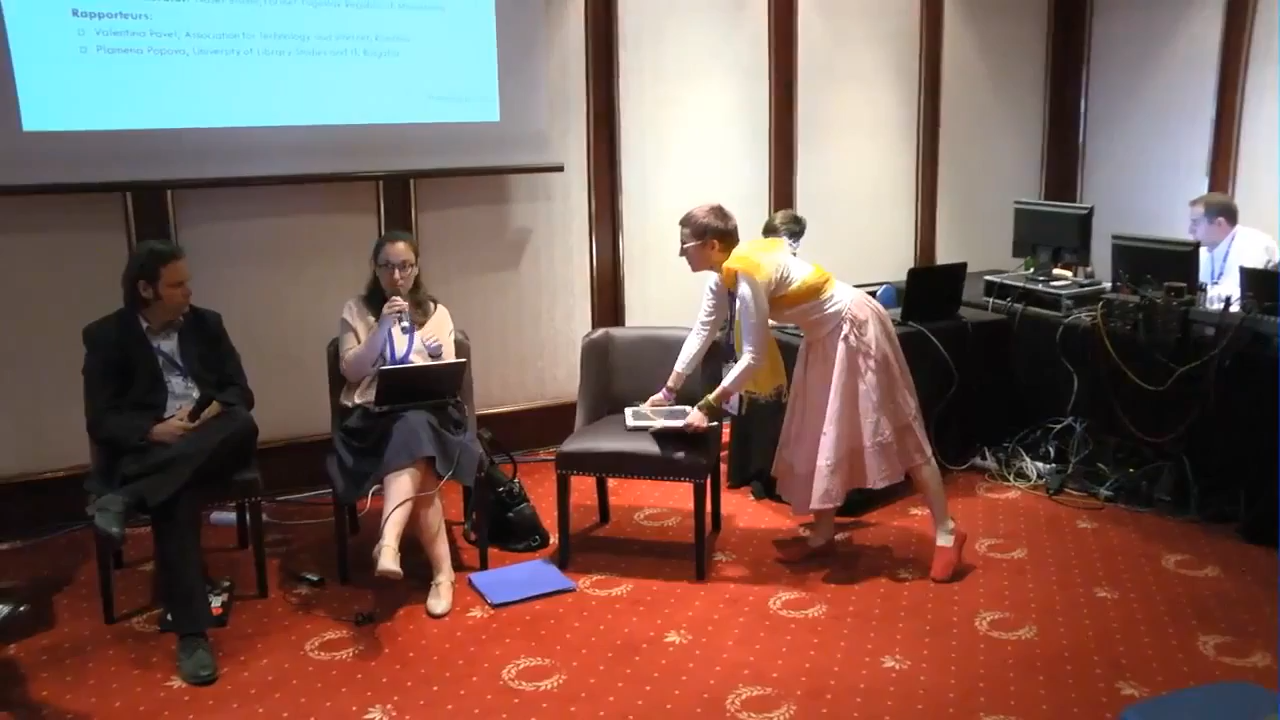 Rapporteurs:
Valentina Pavel, Association for Technology and Internet, Romania
Plamena Popova, University of Library Studies and IT, Bulgaria